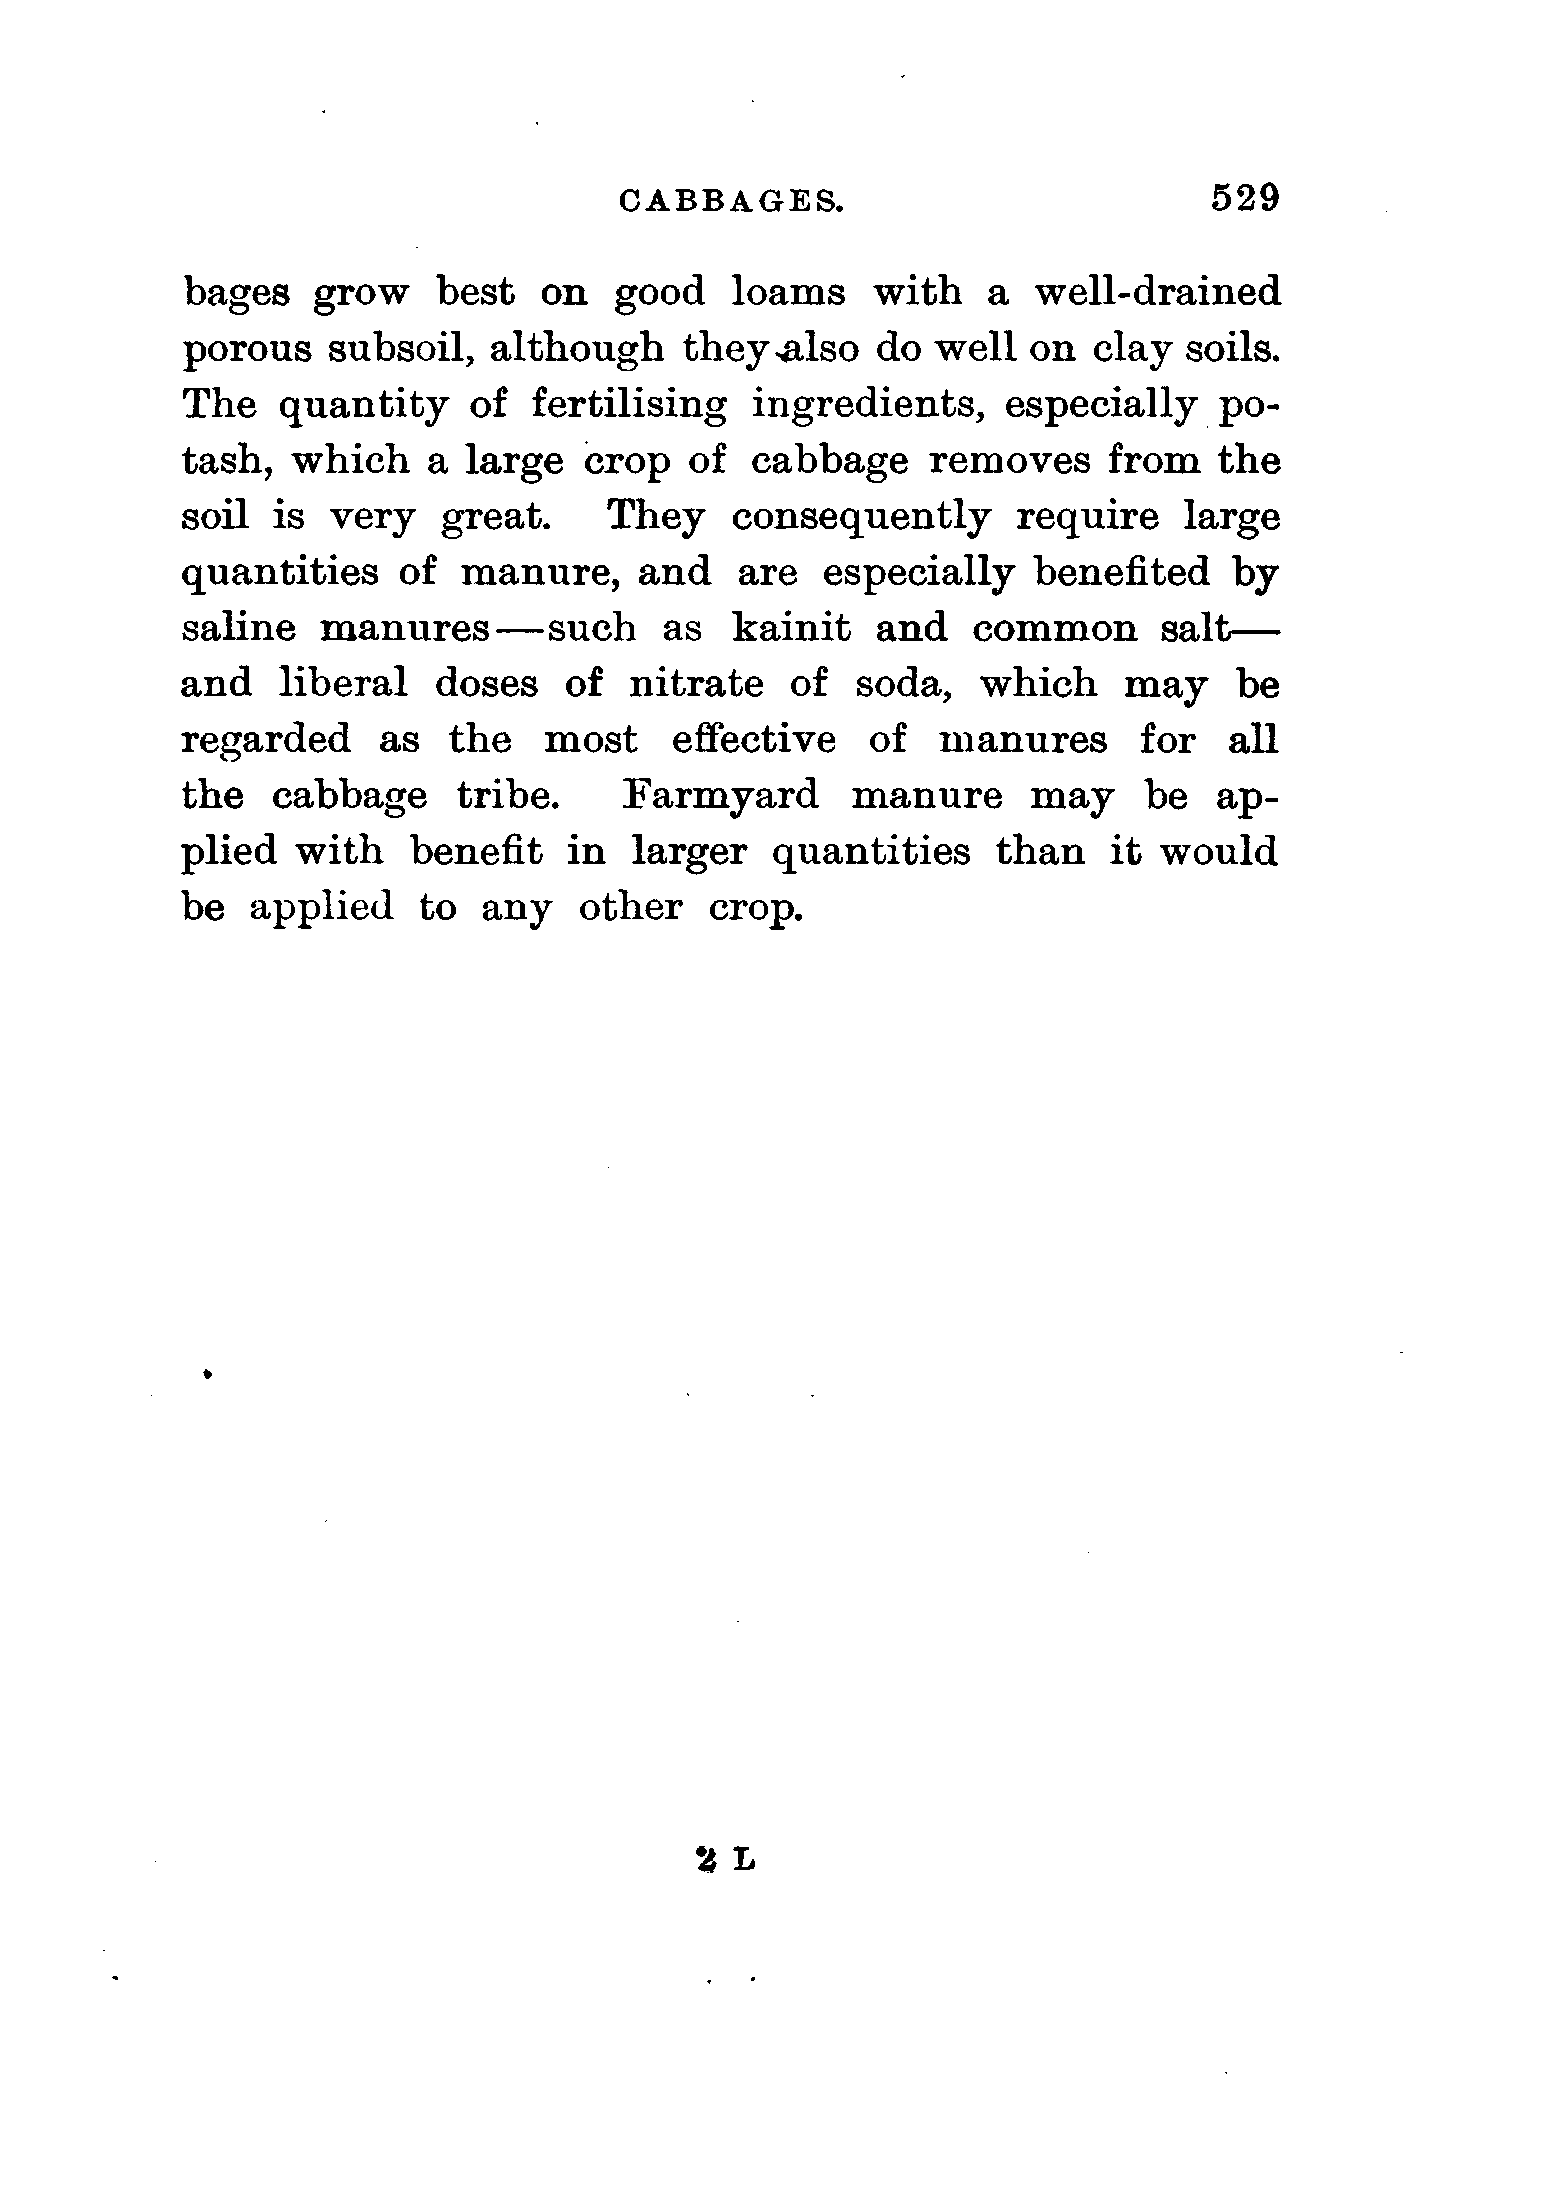 CABBAGES. 529
bages grow best on good loams with a well-drained
porous subsoil, although they also do well on clay soils.
The quantity of fertilising ingredients, especially po-
tash, which a large crop of cabbage removes from the
soil is very great. They consequently require large
quantities of manure, and are especially benefited by
saline manures—such as kainit and common salt—
and liberal doses of nitrate of soda, which may be
regarded as the most effective of manures for all
the cabbage tribe. Farmyard manure may be ap-
plied with benefit in larger quantities than it would
be applied to any other crop.
2 L